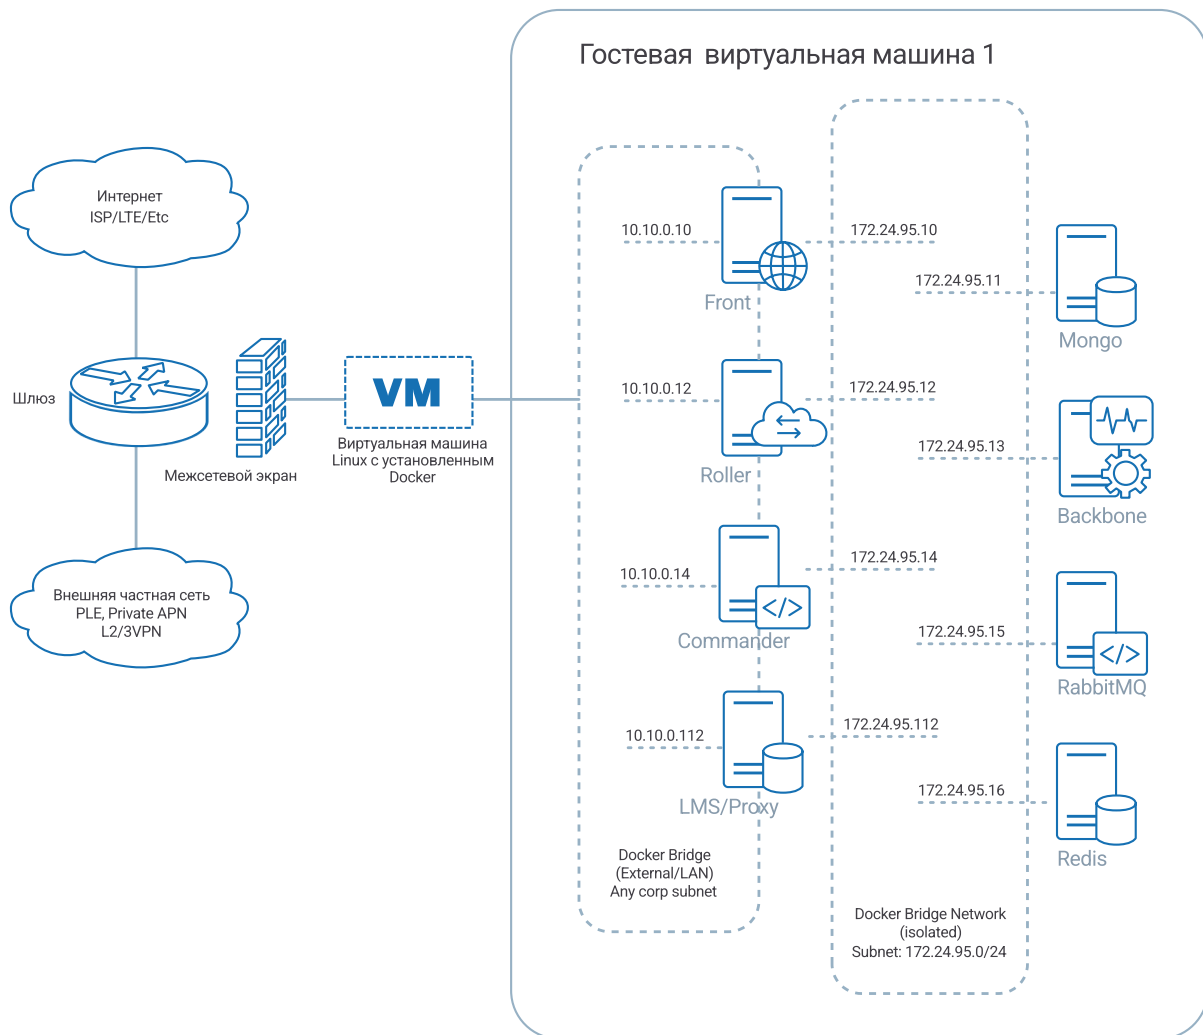 Гостевая виртуальная машина 1
Интернет
ISP/LTE/Etc
Шлюз
Межсетевой экран
VM
Виртуальная машина
Linux с установленным
Docker
Внешняя частная сеть
PLE, Private APN
L2/3VPN
10.10.0.10
172.24.95.10
Front
172.24.95.11
Mongo
10.10.0.12
172.24.95.12
Roller
172.24.95.13
Backbone
10.10.0.14
172.24.95.14
</>
Commander
172.24.95.15
</>
RabbitMQ
10.10.0.112
172.24.95.112
LMS/Proxy
172.24.95.16
Redis
Docker Bridge
(External/LAN)
Any corp subnet
Docker Bridge Network
(isolated)
Subnet: 172.24.95.0/24